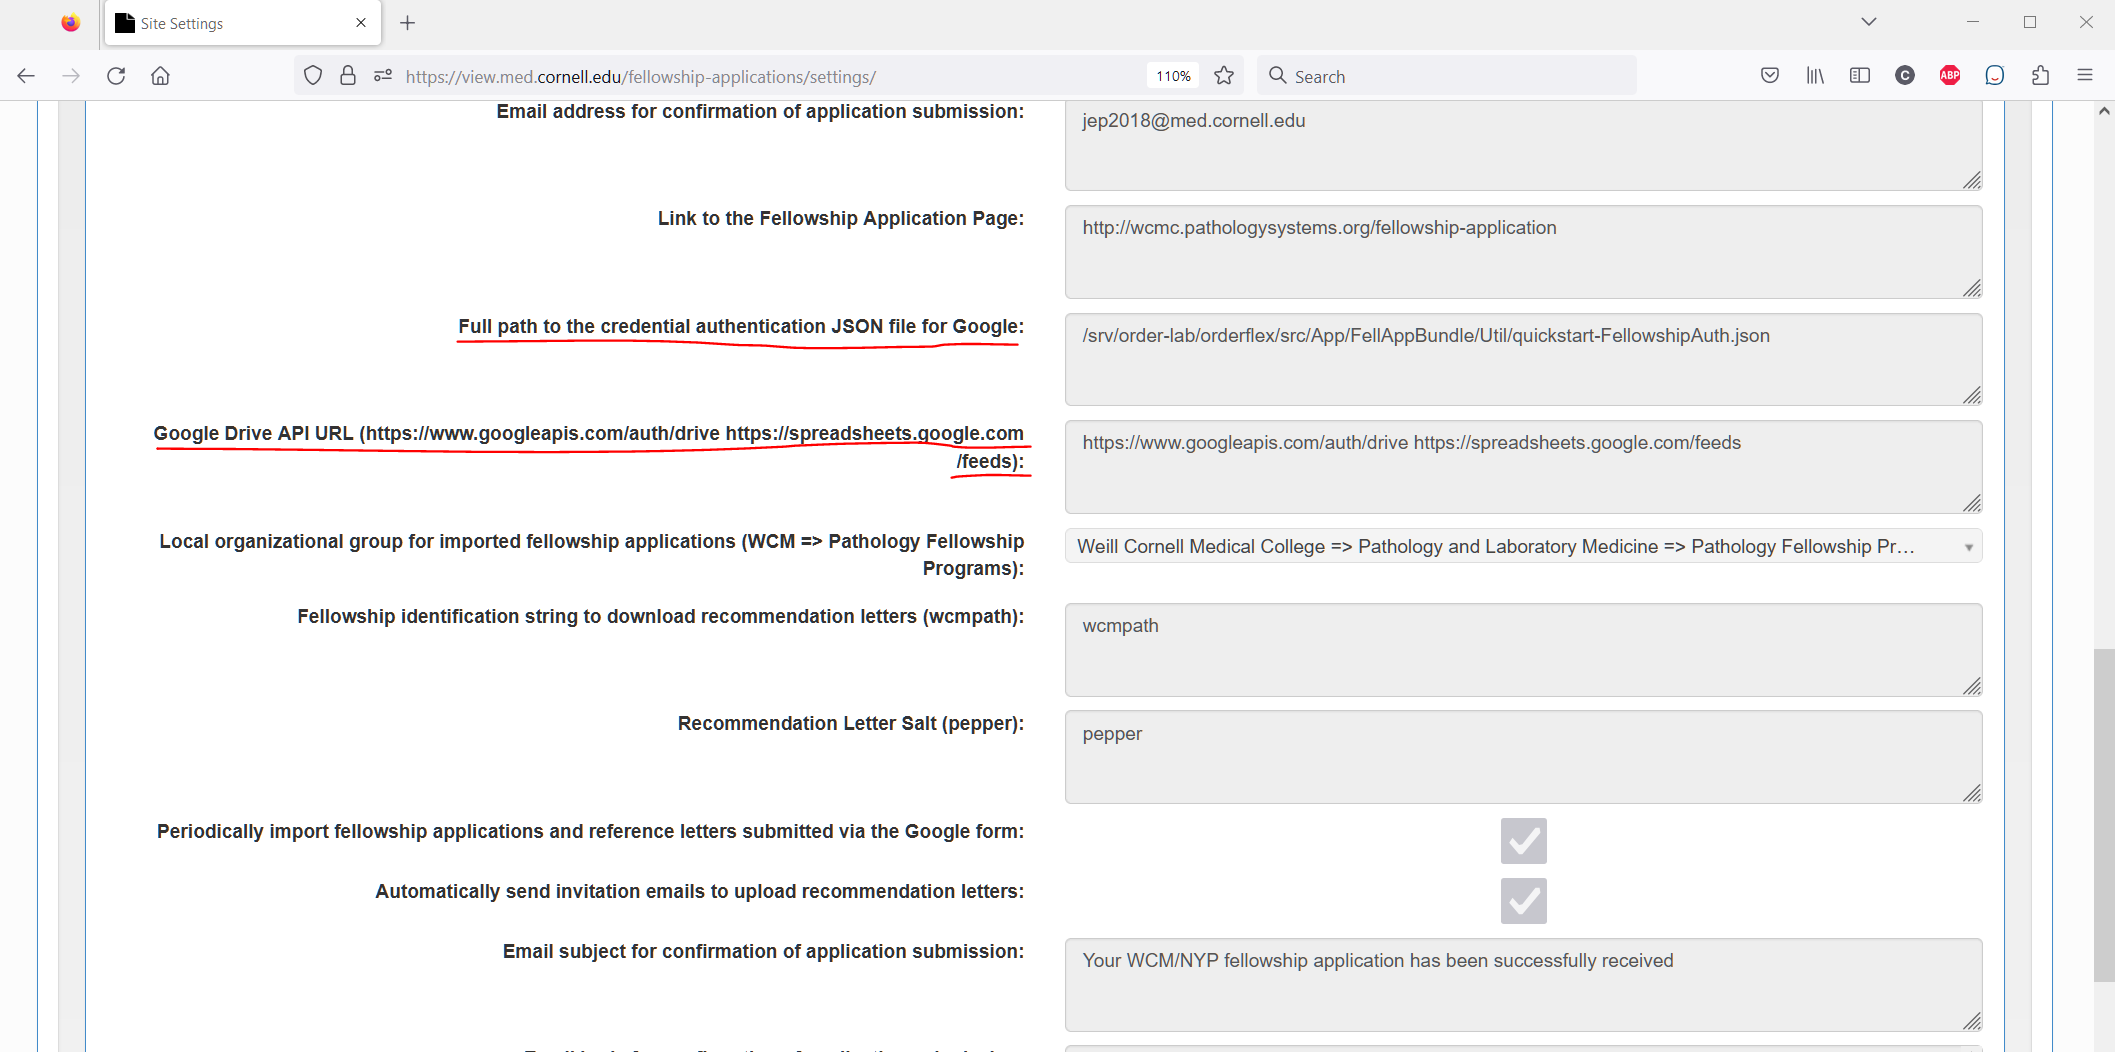 Site Settings
https://view.med.cornell.edu/fellowship-applications/settings/
110%
Search
C
ABP
Email address for confirmation of application submission:
jep2018@med.cornell.edu
Link to the Fellowship Application Page:
http://wcmc.pathologysystems.org/fellowship-application
Full path to the credential authentication JSON file for Google:
/srv/order-lab/orderflex/src/App/FellAppBundle/Util/quickstart-FellowshipAuth.json
Google Drive API URL (https://www.googleapis.com/auth/drive https://spreadsheets.google.com
/feeds):
https://www.googleapis.com/auth/drive https://spreadsheets.google.com/feeds
Local organizational group for imported fellowship applications (WCM => Pathology Fellowship
Programs):
Weill Cornell Medical College => Pathology and Laboratory Medicine => Pathology Fellowship Pr…
Fellowship identification string to download recommendation letters (wcmpath):
wcmpath
Recommendation Letter Salt (pepper):
pepper
Periodically import fellowship applications and reference letters submitted via the Google form:
Automatically send invitation emails to upload recommendation letters:
Email subject for confirmation of application submission:
Your WCM/NYP fellowship application has been successfully received